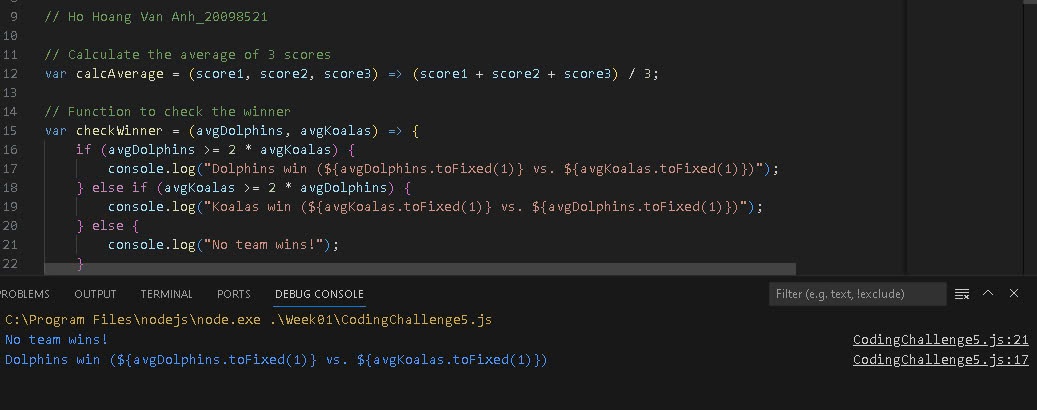 9 // Ho Hoang Van Anh_20098521
10
11 // Calculate the average of 3 scores
12 var calcAverage = (score1, score2, score3) => (score1 + score2 + score3) / 3;
13
14 // Function to check the winner
15 var checkWinner = (avgDolphins, avgKoalas) => {
16 if (avgDolphins >= 2 * avgKoalas) {
17 console.log("Dolphins win (${avgDolphins.toFixed(1)} vs. ${avgKoalas.toFixed(1)})");
18 } else if (avgKoalas >= 2 * avgDolphins) {
19 console.log("Koalas win (${avgKoalas.toFixed(1)} vs. ${avgDolphins.toFixed(1)})");
20 } else {
21 console.log("No team wins!");
22 }
ROBLEMS OUTPUT TERMINAL PORTS DEBUG CONSOLE Filter (e.g. text, !exclude)
C:\Program Files\nodejs\node.exe .\Week01\CodingChallenge5.js
No team wins! CodingChallenge5.js:21
Dolphins win (${avgDolphins.toFixed(1)} vs. ${avgKoalas.toFixed(1)}) CodingChallenge5.js:17